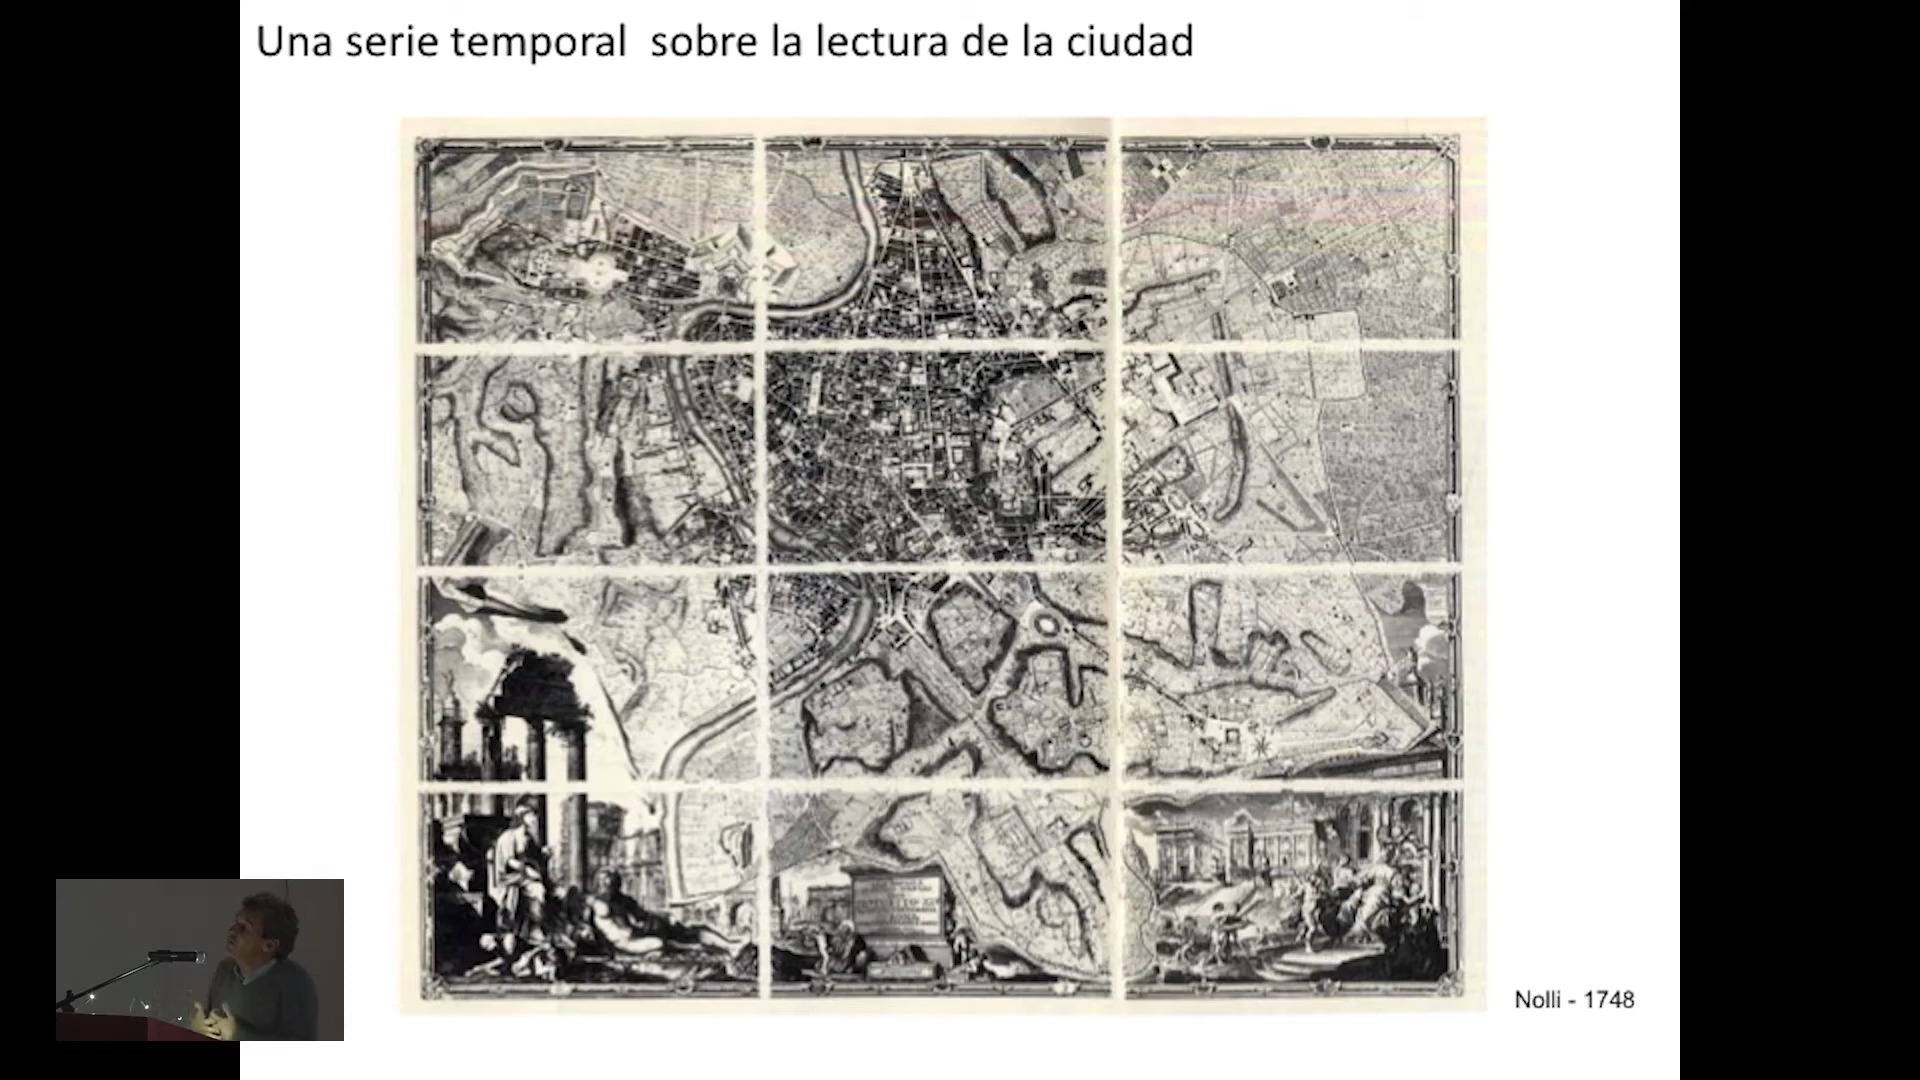 Una serie temporal  sobre la lectura de la ciudad
Nolli - 1748